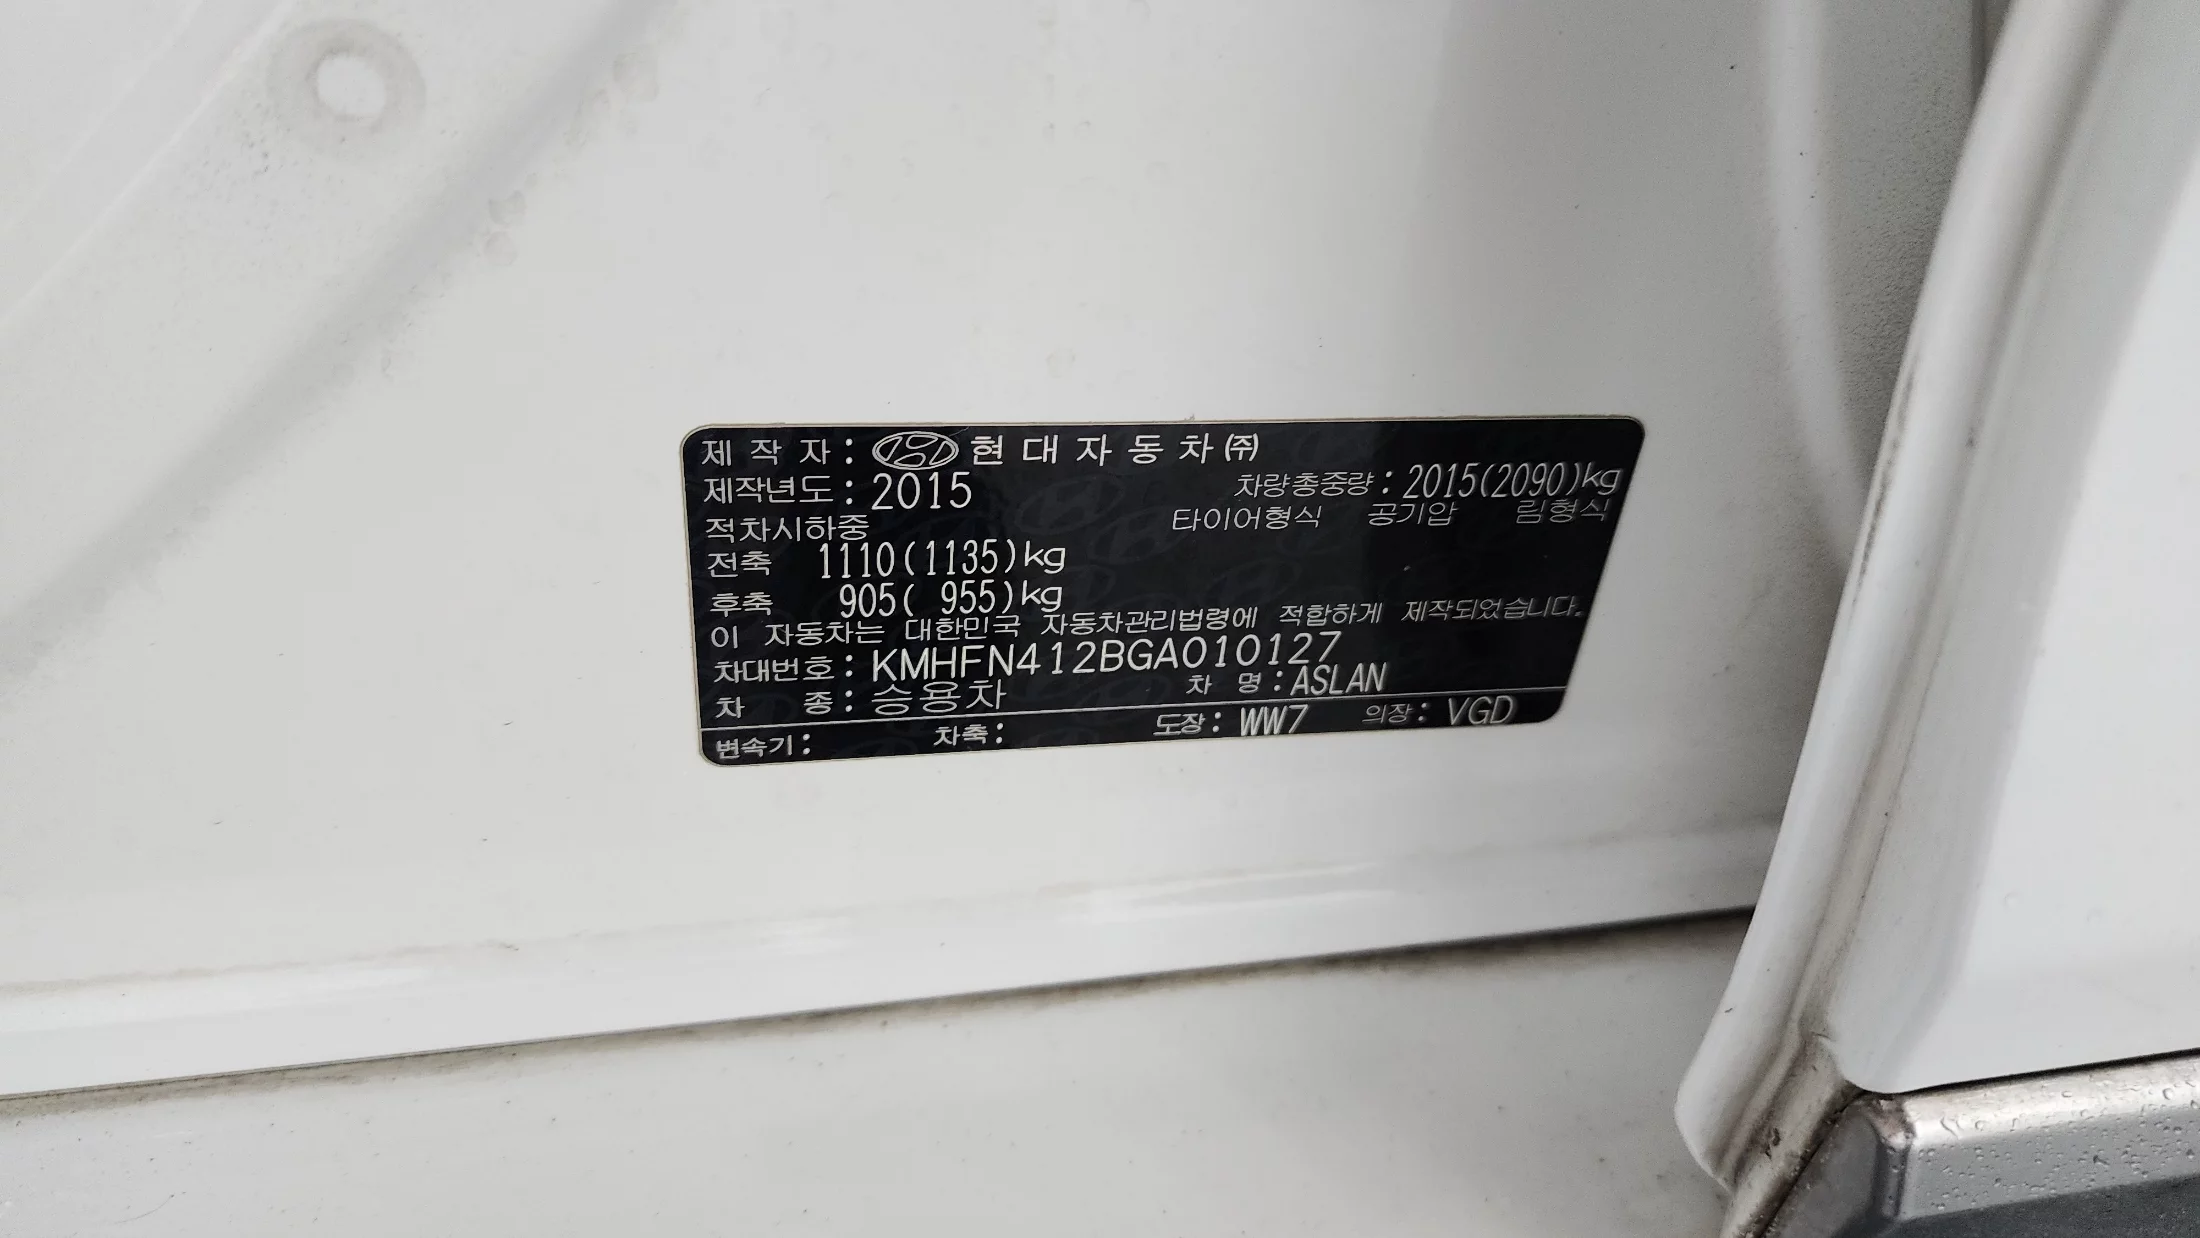 제 작 자 : 현 대 자 동 차 ㈜
제작년도 : 2015 차량총중량 : 2015(2090)kg
적차시하중 타이어형식 공기압 림형식
전축 1110(1135)kg
후축 905( 955)kg
이 자동차는 대한민국 자동차관리법령에 적합하게 제작되었습니다.
차대번호 : KMHFN412BGA010127
차 종 : 승용차 차 명 : ASLAN
변속기 : 차축 : 도장 : WW7 의장 : VGD